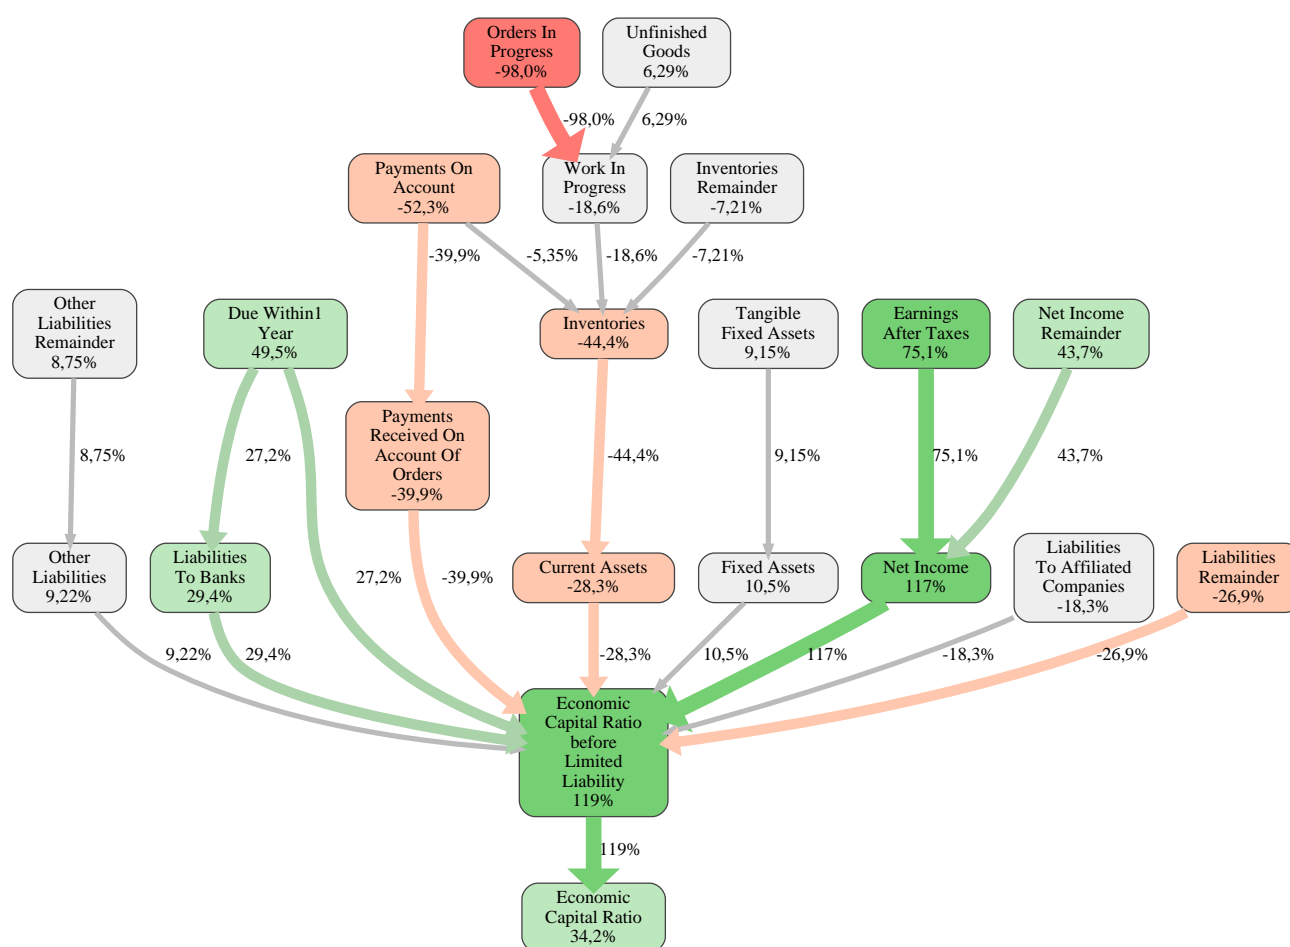 Orders In
Progress
-98,0%
Unfinished
Goods
6,29%
-98,0%
6,29%
Payments On
Account
-52,3%
Work In
Progress
-18,6%
Inventories
Remainder
-7,21%
-39,9%
-5,35%
-18,6%
-7,21%
Other
Liabilities
Remainder
8,75%
Due Within1
Year
49,5%
Inventories
-44,4%
Tangible
Fixed Assets
9,15%
Earnings
After Taxes
75,1%
Net Income
Remainder
43,7%
Payments
Received On
Account Of
Orders
-39,9%
8,75%
27,2%
-44,4%
9,15%
75,1%
43,7%
Other
Liabilities
9,22%
Liabilities
To Banks
29,4%
27,2%
-39,9%
Current Assets
-28,3%
Fixed Assets
10,5%
Net Income
117%
Liabilities
To Affiliated
Companies
-18,3%
Liabilities
Remainder
-26,9%
9,22%
29,4%
-28,3%
10,5%
117%
-18,3%
-26,9%
Economic
Capital Ratio
before
Limited
Liability
119%
119%
Economic
Capital Ratio
34,2%